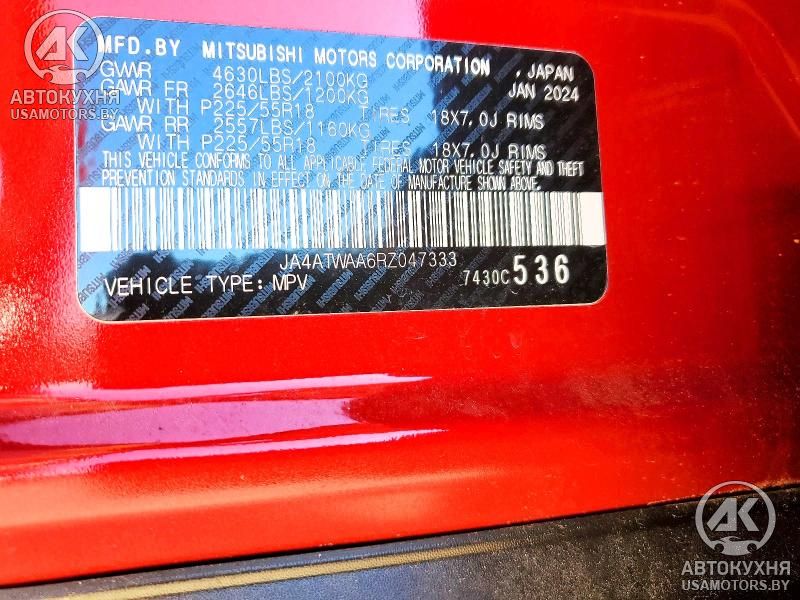 АК
АВТОКУХНЯ
USAMOTORS.BY
MFD.BY MITSUBISHI MOTORS CORPORATION , JAPAN
GVWR 4630LBS/2100KG JAN 2024
GAWR FR 2646LBS/1200KG
WITH P225/55R18 TIRES 18X7.0J RIMS
GAWR RR 2557LBS/1160KG
WITH P225/55R18 TIRES 18X7.0J RIMS
THIS VEHICLE CONFORMS TO ALL APPLICABLE FEDERAL MOTOR VEHICLE SAFETY AND THEFT
PREVENTION STANDARDS IN EFFECT ON THE DATE OF MANUFACTURE SHOWN ABOVE.
JA4ATWAA6RZ047333
VEHICLE TYPE: MPV 7430C 536
АК
АВТОКУХНЯ
USAMOTORS.BY